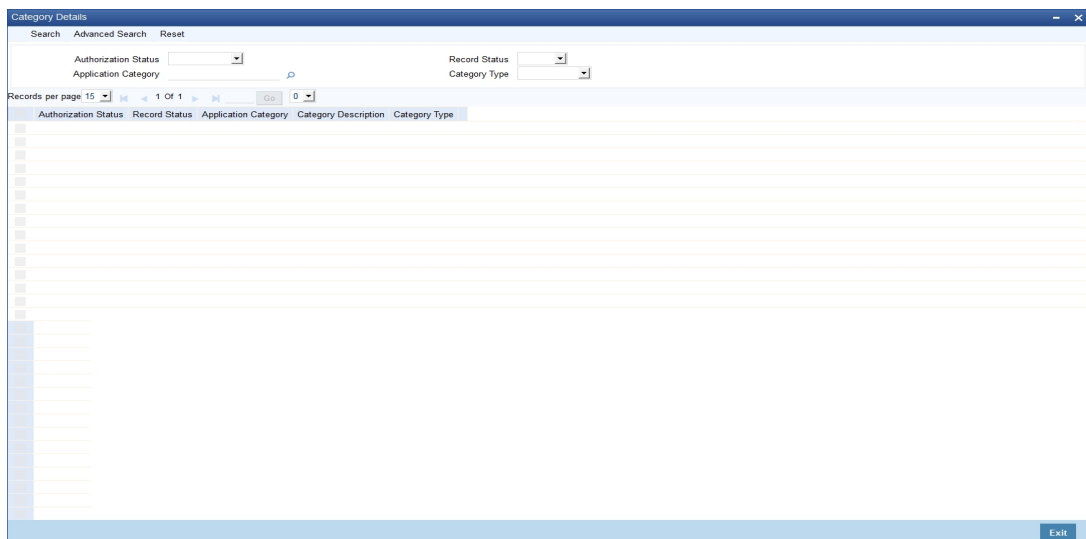 Category Details
Search Advanced Search Reset
Authorization Status Record Status
Application Category Category Type
Records per page 15 1 Of 1 Go 0
Authorization Status Record Status Application Category Category Description Category Type
Exit